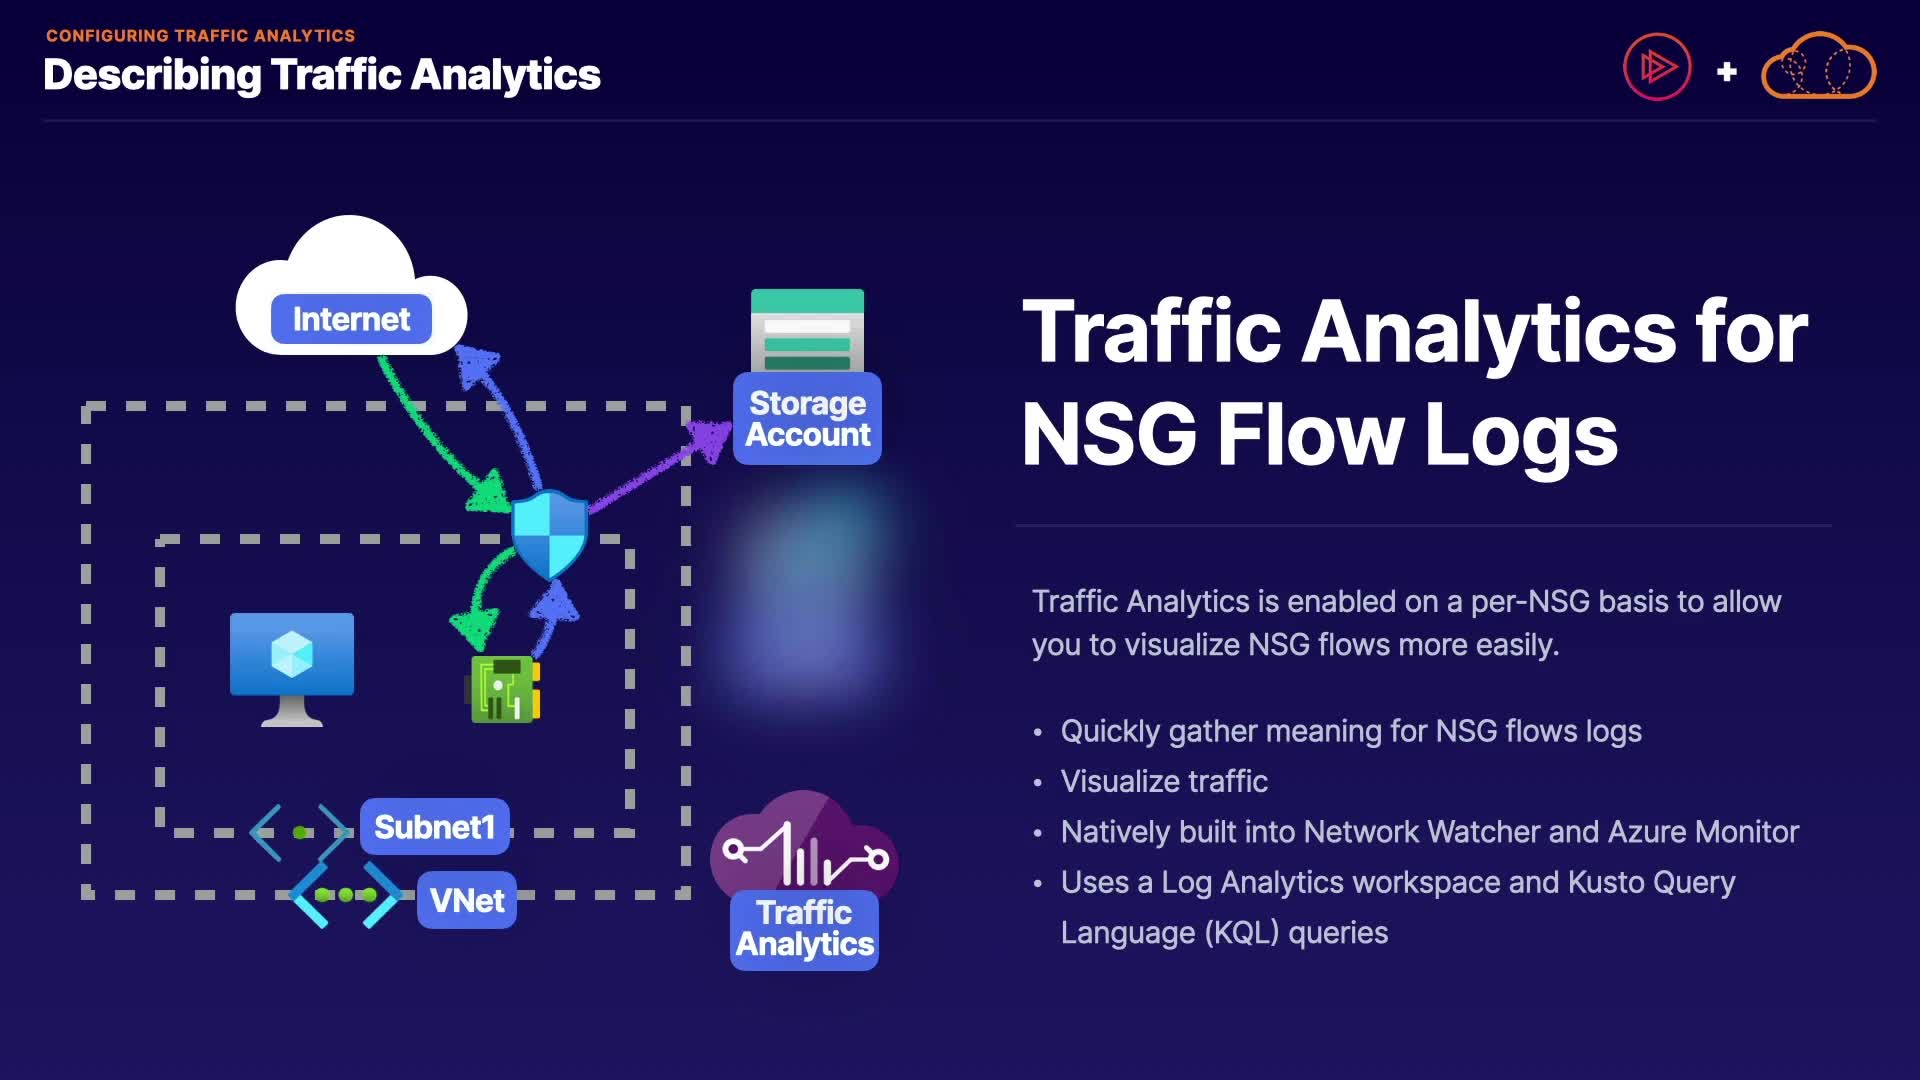 CONFIGURING TRAFFIC ANALYTICS
Describing Traffic Analytics
Internet
Storage
Account
Subnet1
VNet
Traffic
Analytics
Traffic Analytics for
NSG Flow Logs
Traffic Analytics is enabled on a per-NSG basis to allow
you to visualize NSG flows more easily.
• Quickly gather meaning for NSG flows logs
• Visualize traffic
• Natively built into Network Watcher and Azure Monitor
• Uses a Log Analytics workspace and Kusto Query
Language (KQL) queries